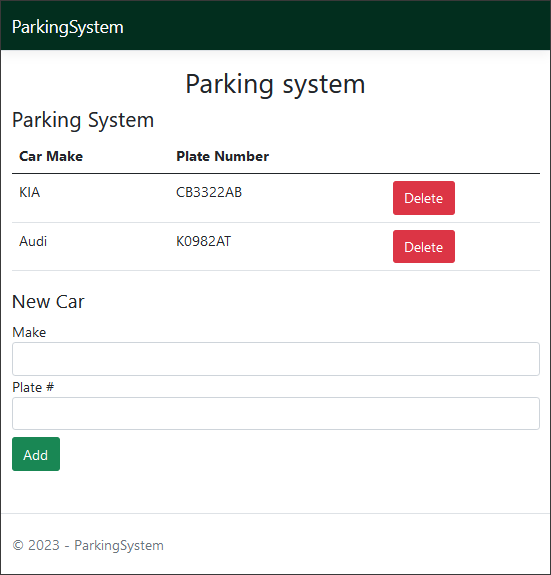 ParkingSystem
Parking system
Parking System
Car Make Plate Number
KIA CB3322AB Delete
Audi K0982AT Delete
New Car
Make
Plate #
Add
© 2023 - ParkingSystem